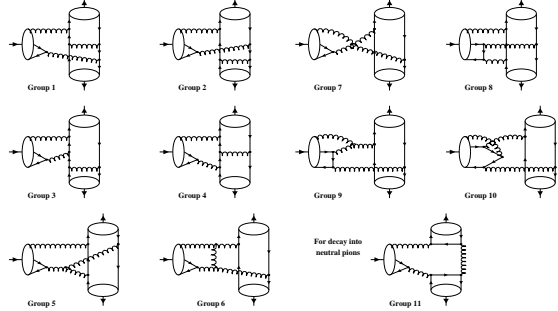 Group 1
Group 2
Group 7
Group 8
Group 3
Group 4
Group 9
Group 10
Group 5
Group 6
For decay into
neutral pions
Group 11